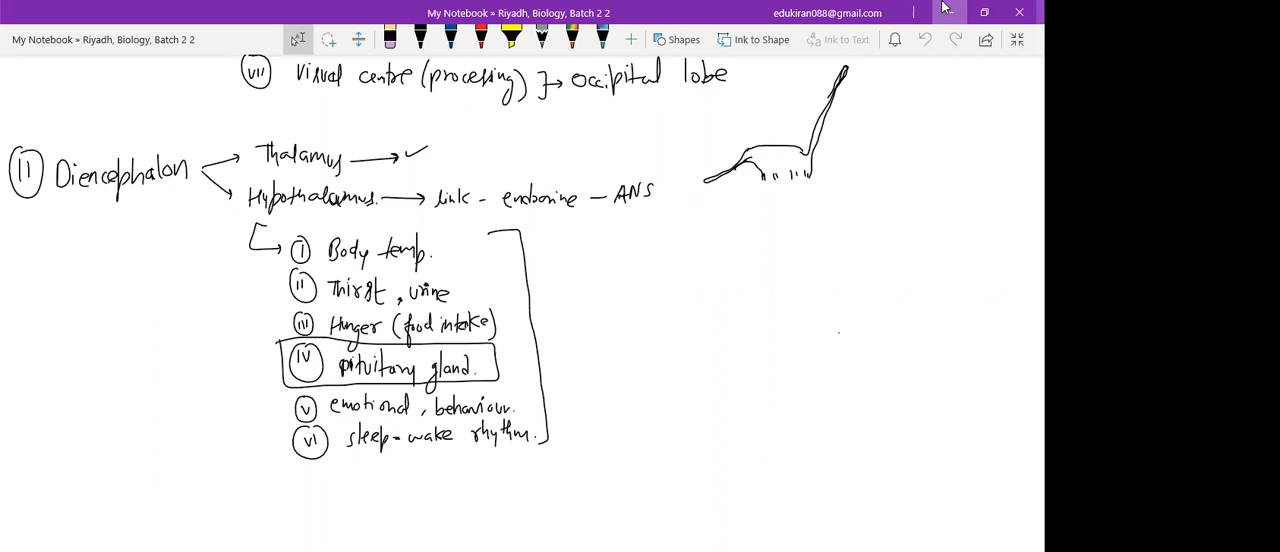 My Notebook » Riyadh, Biology, Batch 2 2
edukiran088@gmail.com
My Notebook » Riyadh, Biology, Batch 2 2
Shapes
Ink to Shape
Ink to Text
VII Visual centre (processing) → occipital lobe
II Diencephalon
Thalamus → ✓
Hypothalamus. → link - endocrine - ANS
I Body temp.
II Thirst, urine
III Hunger (food intake)
IV pituitary gland.
V emotional, behaviour.
VI sleep-wake rhythm.